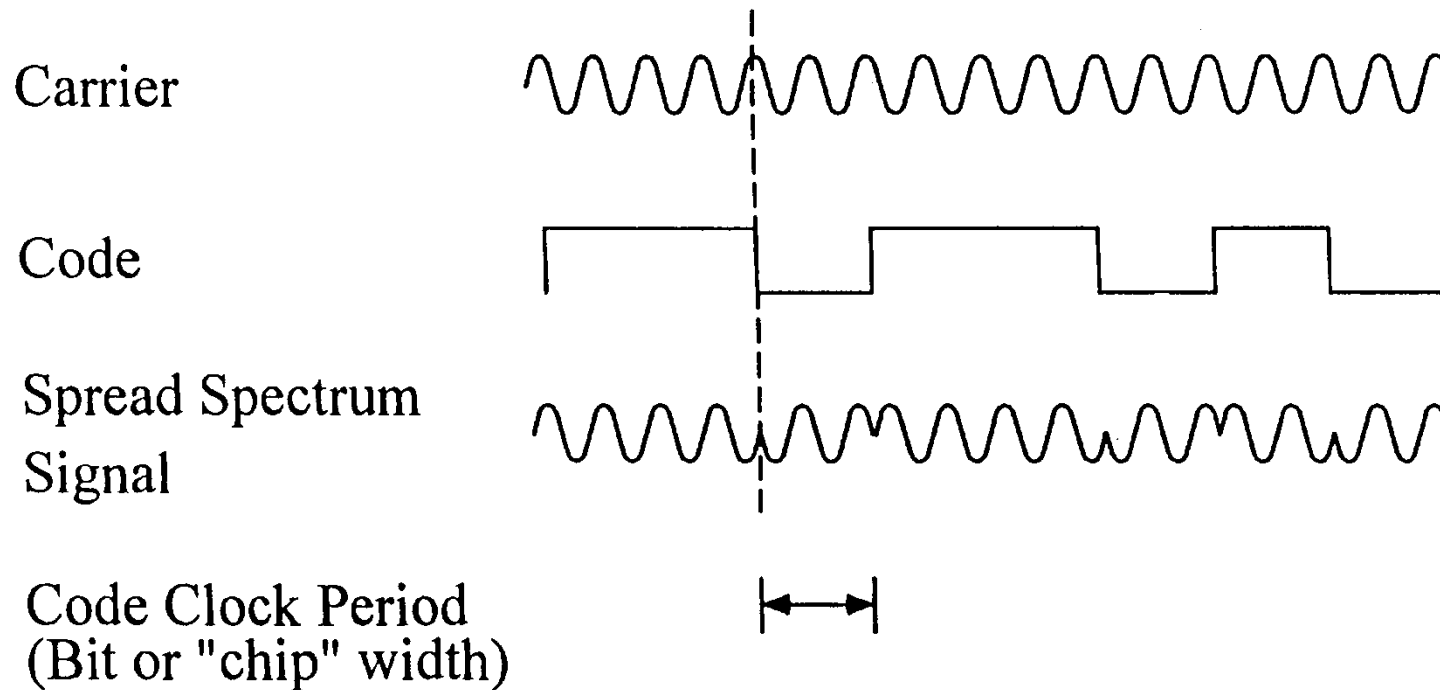 Carrier
Code
Spread Spectrum
Signal
Code Clock Period
(Bit or "chip" width)